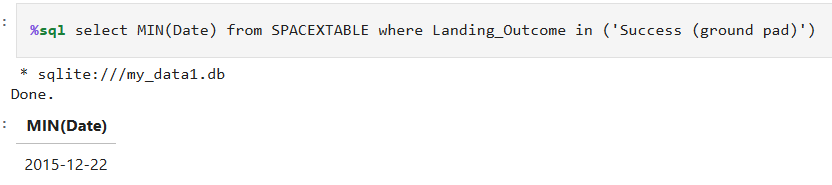 :
%sql select MIN(Date) from SPACEXTABLE where Landing_Outcome in ('Success (ground pad)')
* sqlite:///my_data1.db
Done.
:
MIN(Date)
2015-12-22